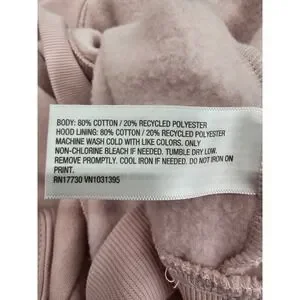 BODY: 80% COTTON / 20% RECYCLED POLYESTER
HOOD LINING: 80% COTTON / 20% RECYCLED POLYESTER
MACHINE WASH COLD WITH LIKE COLORS. ONLY
NON-CHLORINE BLEACH IF NEEDED. TUMBLE DRY LOW.
REMOVE PROMPTLY. COOL IRON IF NEEDED. DO NOT IRON ON
PRINT.
RN17730 VN1031395